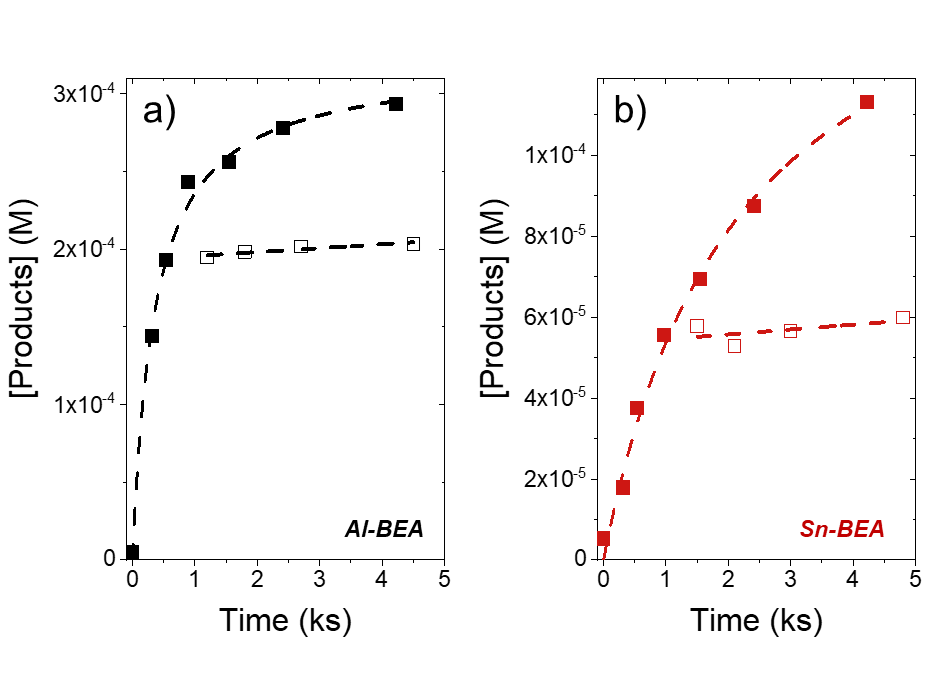 a)
[Products] (M)
3x10⁻⁴
2x10⁻⁴
1x10⁻⁴
0
0 1 2 3 4 5
Time (ks)
Al-BEA
b)
[Products] (M)
1x10⁻⁴
8x10⁻⁵
6x10⁻⁵
4x10⁻⁵
2x10⁻⁵
0
0 1 2 3 4 5
Time (ks)
Sn-BEA